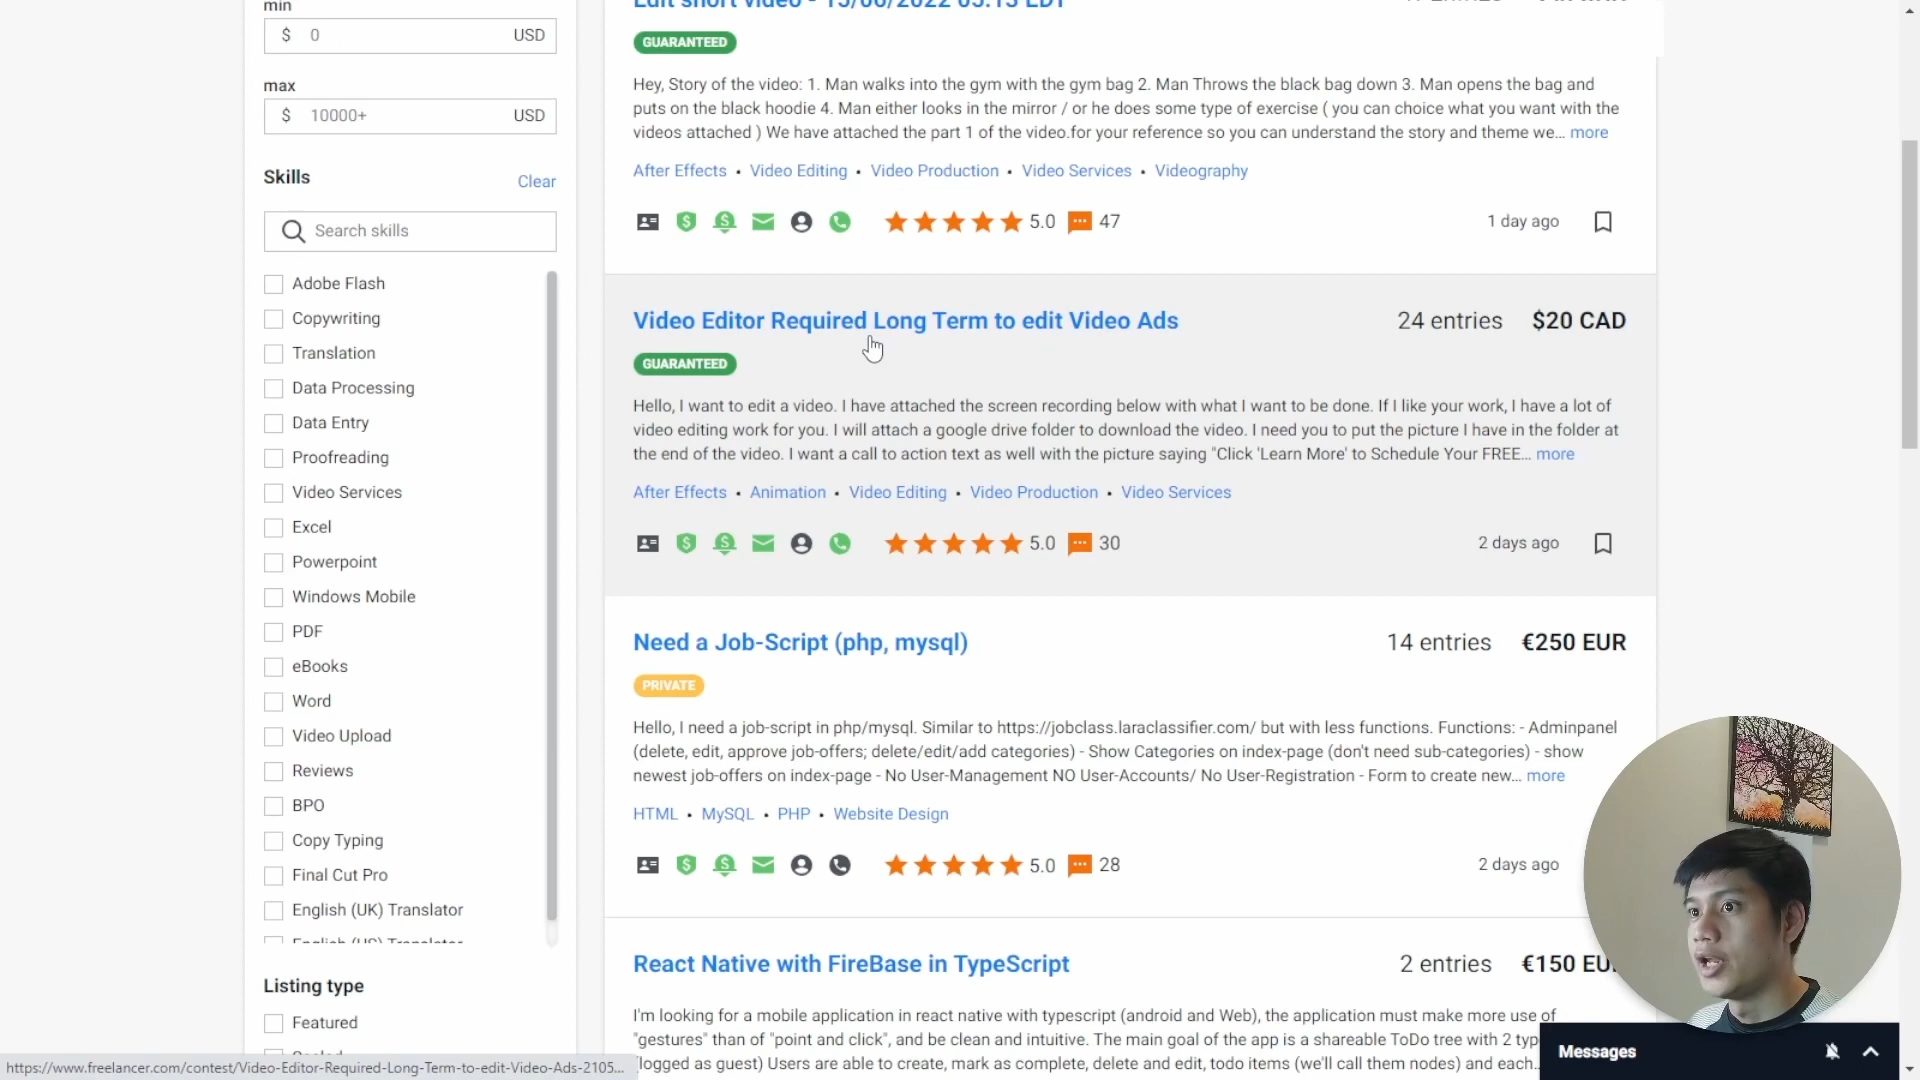 min
$ 0 USD
max
$ 10000+ USD
Skills
Clear
Search skills
Adobe Flash
Copywriting
Translation
Data Processing
Data Entry
Proofreading
Video Services
Excel
Powerpoint
Windows Mobile
PDF
eBooks
Word
Video Upload
Reviews
BPO
Copy Typing
Final Cut Pro
English (UK) Translator
English (US) Translator
Listing type
Featured
Edit short video - 15/06/2022 05:13 EDT
GUARANTEED
Hey, Story of the video: 1. Man walks into the gym with the gym bag 2. Man Throws the black bag down 3. Man opens the bag and
puts on the black hoodie 4. Man either looks in the mirror / or he does some type of exercise ( you can choice what you want with the
videos attached ) We have attached the part 1 of the video.for your reference so you can understand the story and theme we... more
After Effects • Video Editing • Video Production • Video Services • Videography
5.0 47
1 day ago
Video Editor Required Long Term to edit Video Ads
24 entries $20 CAD
GUARANTEED
Hello, I want to edit a video. I have attached the screen recording below with what I want to be done. If I like your work, I have a lot of
video editing work for you. I will attach a google drive folder to download the video. I need you to put the picture I have in the folder at
the end of the video. I want a call to action text as well with the picture saying "Click 'Learn More' to Schedule Your FREE... more
After Effects • Animation • Video Editing • Video Production • Video Services
5.0 30
2 days ago
Need a Job-Script (php, mysql)
14 entries €250 EUR
PRIVATE
Hello, I need a job-script in php/mysql. Similar to https://jobclass.laraclassifier.com/ but with less functions. Functions: - Adminpanel
(delete, edit, approve job-offers; delete/edit/add categories) - Show Categories on index-page (don't need sub-categories) - show
newest job-offers on index-page - No User-Management NO User-Accounts/ No User-Registration - Form to create new... more
HTML • MySQL • PHP • Website Design
5.0 28
2 days ago
React Native with FireBase in TypeScript
2 entries €150
I'm looking for a mobile application in react native with typescript (android and Web), the application must make more use of
"gestures" than of "point and click", and be clean and intuitive. The main goal of the app is a shareable ToDo tree with 2
(logged as guest) Users are able to create, mark as complete, delete and edit, todo items (we'll call them nodes) and each...
Messages
https://www.freelancer.com/contest/Video-Editor-Required-Long-Term-to-edit-Video-Ads-2105...